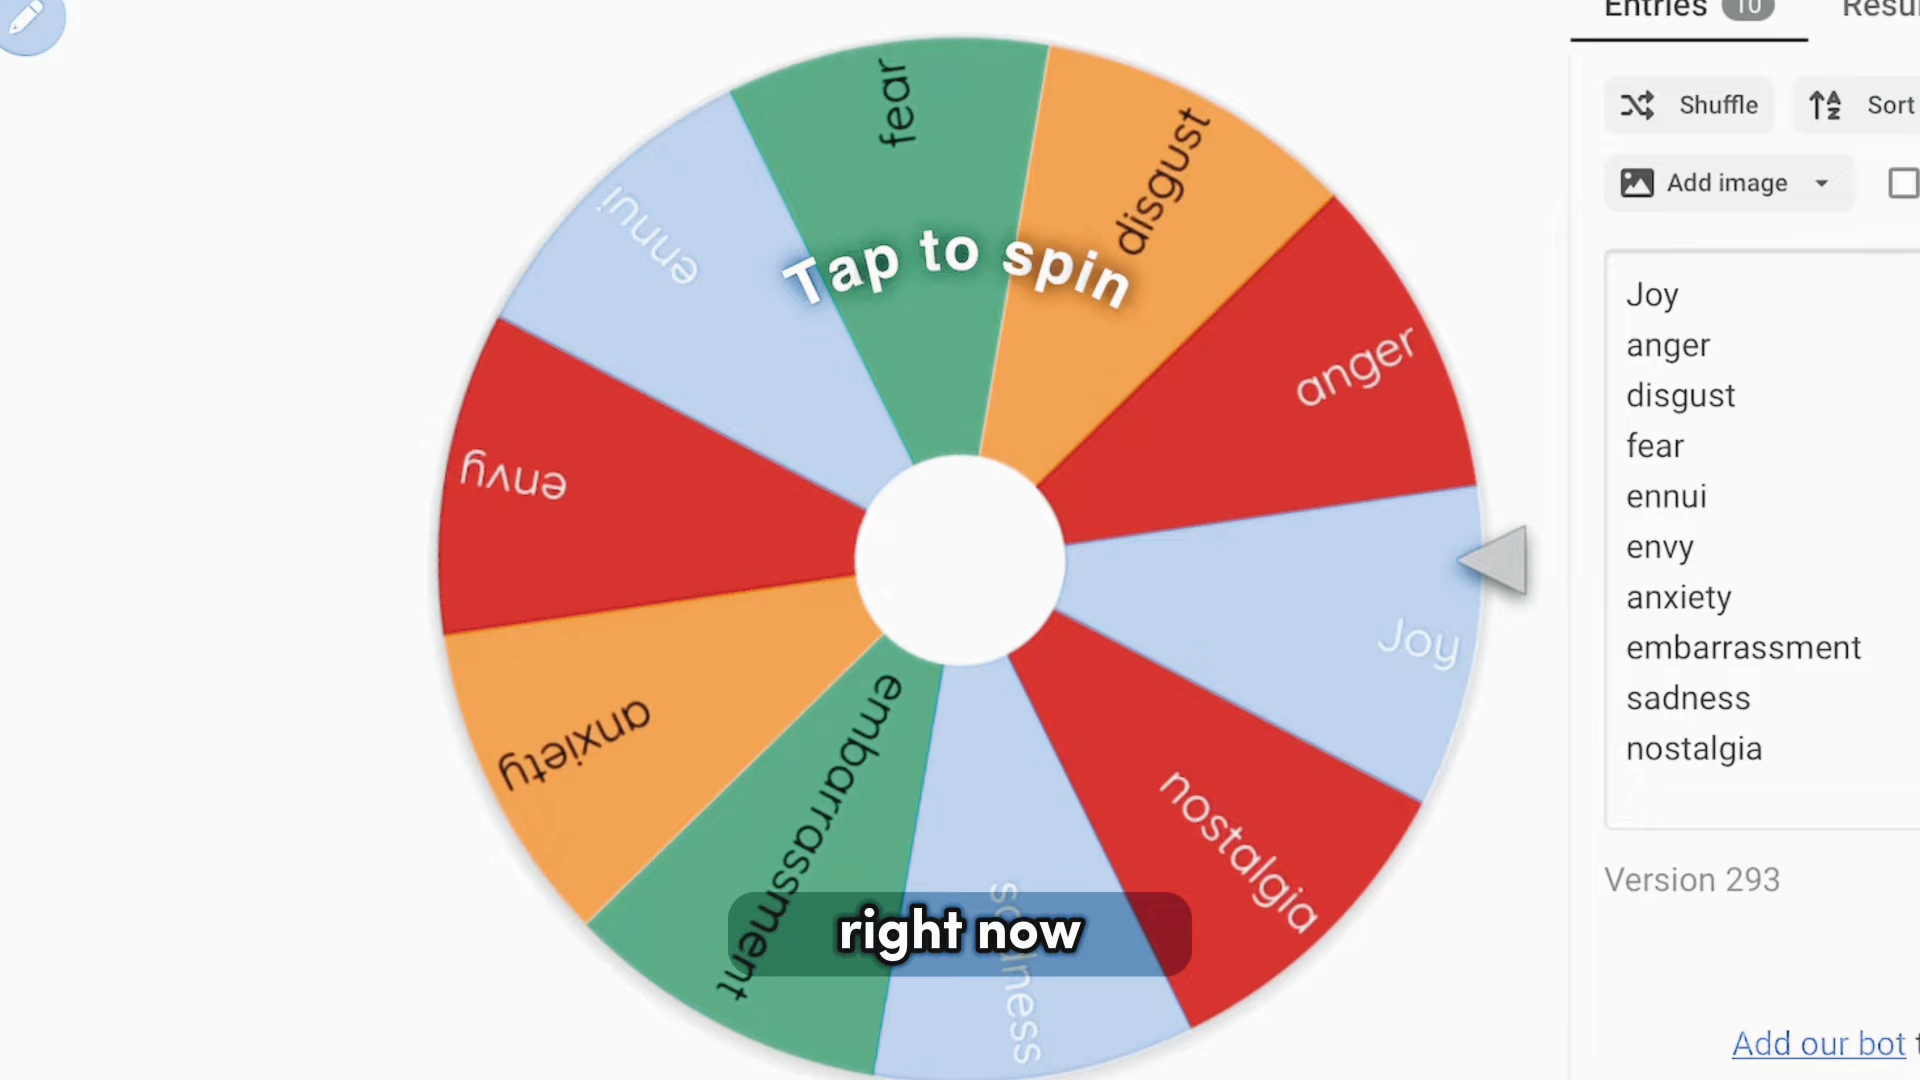 Entries 10
Shuffle
Sort
Add image
fear
disgust
ennui
Tap to spin
anger
envy
Joy
anxiety
embarrassment
nostalgia
sadness
right now
Joy
anger
disgust
fear
ennui
envy
anxiety
embarrassment
sadness
nostalgia
Version 293
Add our bot